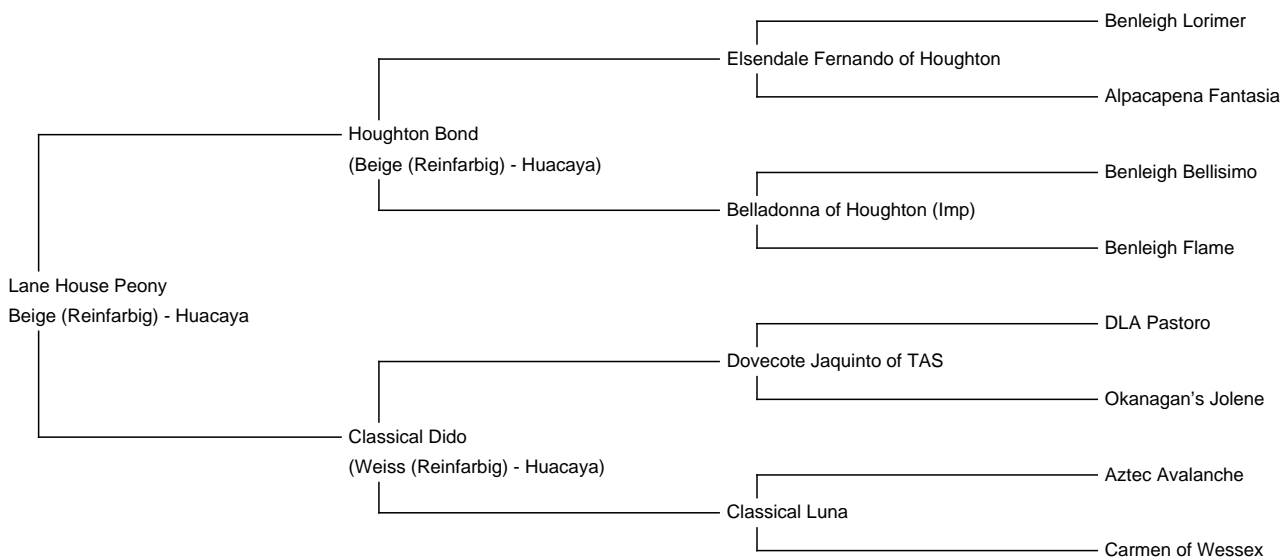 Benleigh Lorimer
Elsendale Fernando of Houghton
Alpacapena Fantasia
Houghton Bond
(Beige (Reinfarbig) - Huacaya)
Benleigh Bellisimo
Belladonna of Houghton (Imp)
Benleigh Flame
Lane House Peony
Beige (Reinfarbig) - Huacaya
DLA Pastoro
Dovecote Jaquinto of TAS
Okanagan's Jolene
Classical Dido
(Weiss (Reinfarbig) - Huacaya)
Aztec Avalanche
Classical Luna
Carmen of Wessex